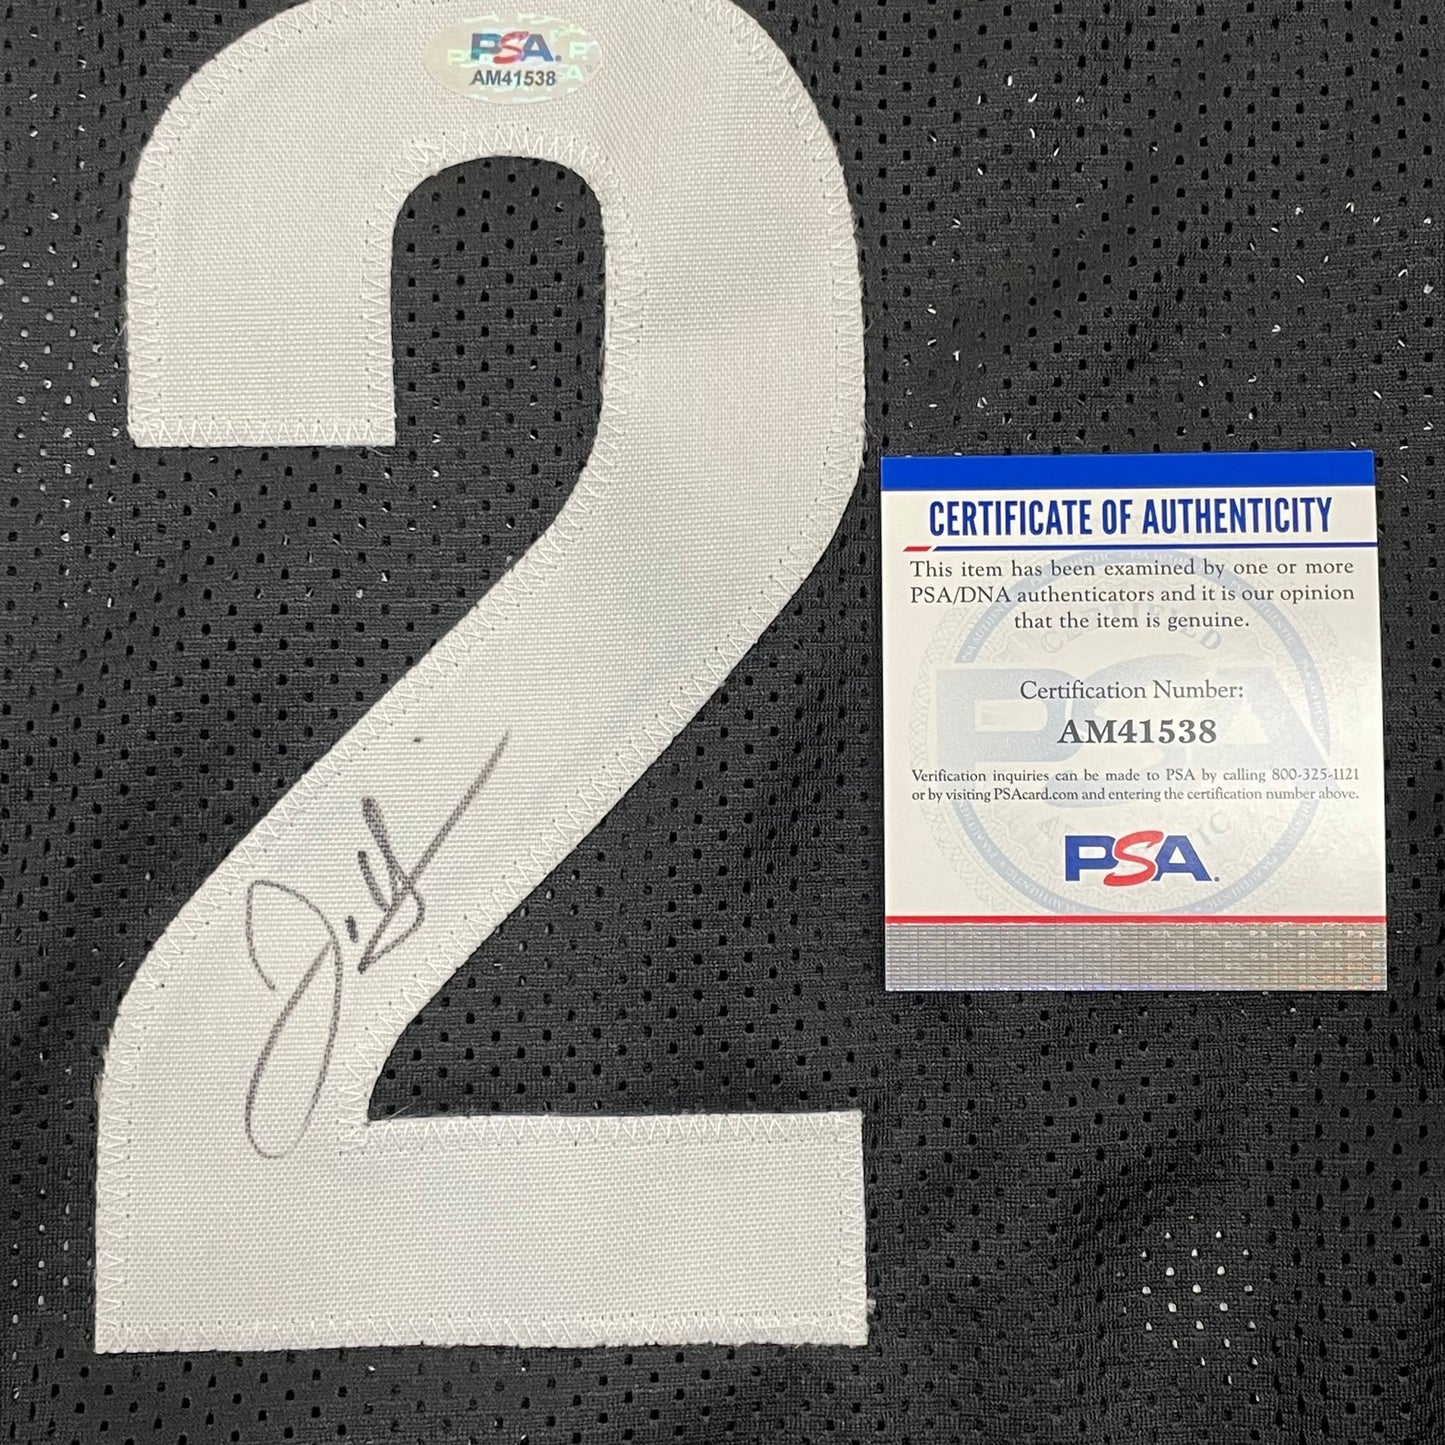 PSA
AM41538
2
CERTIFICATE OF AUTHENTICITY
This item has been examined by one or more
PSA/DNA authenticators and it is our opinion
that the item is genuine.
Certification Number:
AM41538
Verification inquiries can be made to PSA by calling 800-325-1121
or by visiting PSAcard.com and entering the certification number above.
PSA